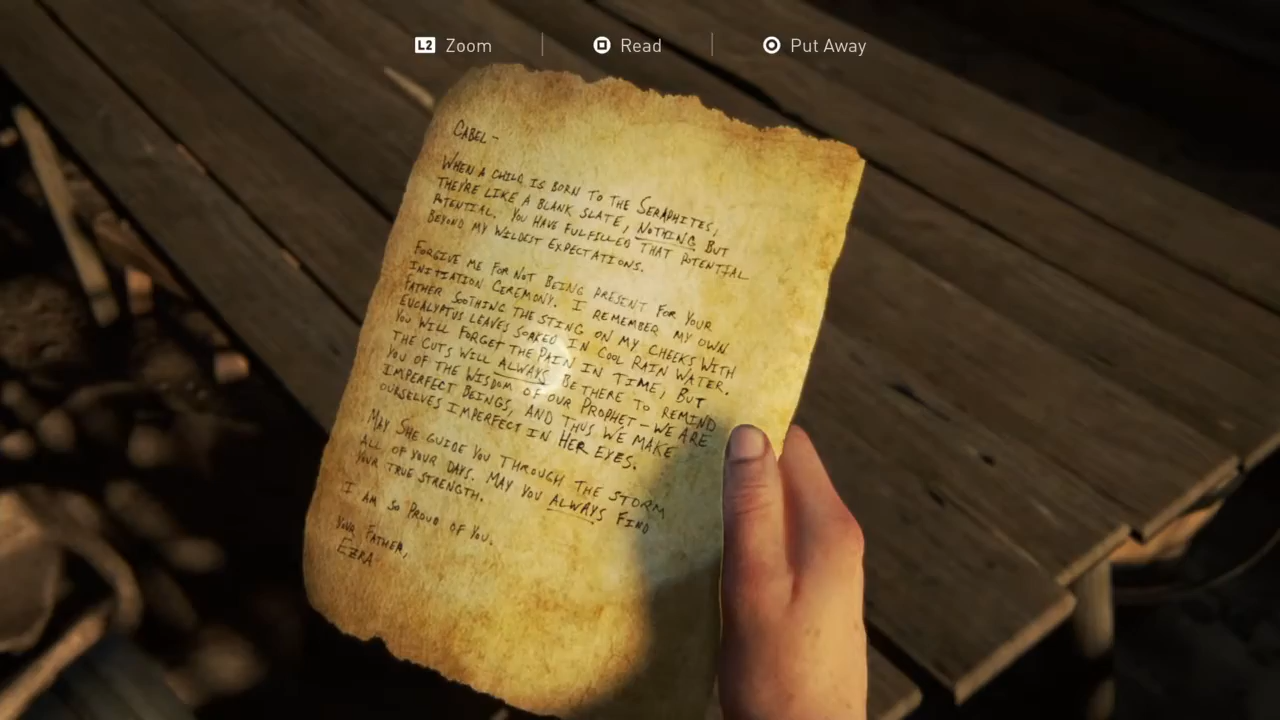 L2 Zoom | Read | Put Away
CABEL-
WHEN A CHILD IS BORN TO THE SERAPHITES,
THEY'RE LIKE A BLANK SLATE, NOTHING BUT
POTENTIAL. YOU HAVE FULFILLED THAT POTENTIAL
BEYOND MY WILDEST EXPECTATIONS.
FORGIVE ME FOR NOT BEING PRESENT FOR YOUR
INITIATION CEREMONY. I REMEMBER MY OWN
FATHER SOOTHING THE STING ON MY CHEEKS WITH
EUCALYPTUS LEAVES SOAKED IN COOL RAIN WATER.
YOU WILL FORGET THE PAIN IN TIME, BUT
THE CUTS WILL ALWAYS BE THERE TO REMIND
YOU OF THE WISDOM OF OUR PROPHET - WE ARE
IMPERFECT BEINGS, AND THUS WE MAKE
OURSELVES IMPERFECT IN HER EYES.
MAY SHE GUIDE YOU THROUGH THE STORM
ALL OF YOUR DAYS. MAY YOU ALWAYS FIND
YOUR TRUE STRENGTH.
I AM SO PROUD OF YOU.
YOUR FATHER,
EZRA